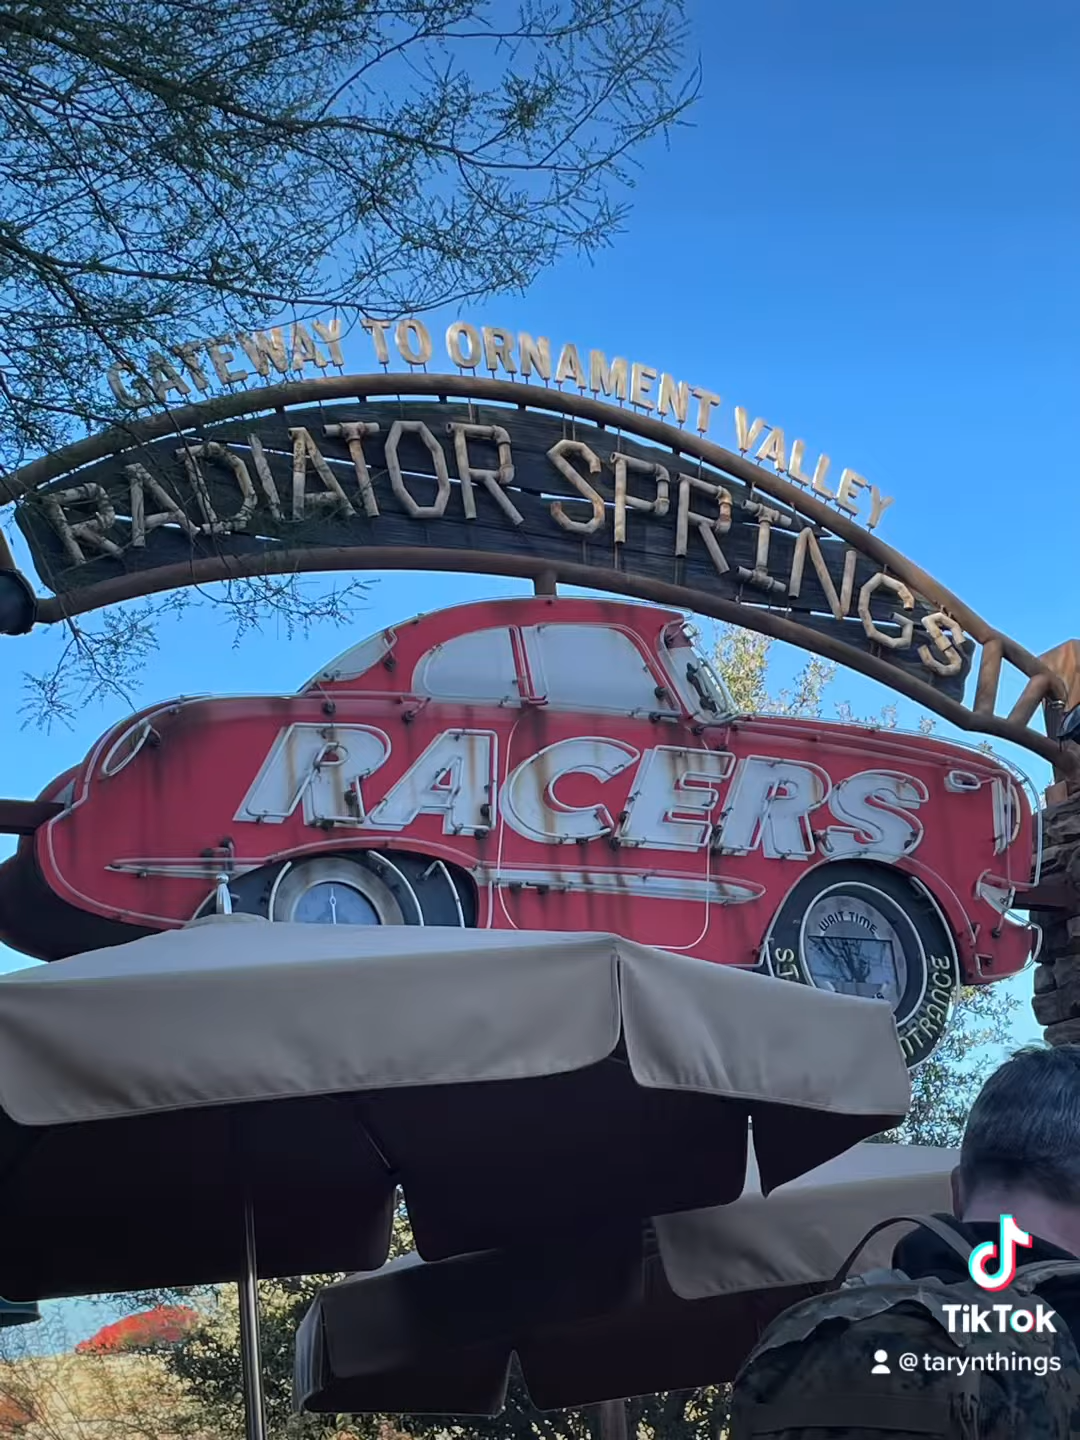 GATEWAY TO ORNAMENT VALLEY
RADIATOR SPRINGS
RACERS
WAIT TIME
TikTok
@tarynthings